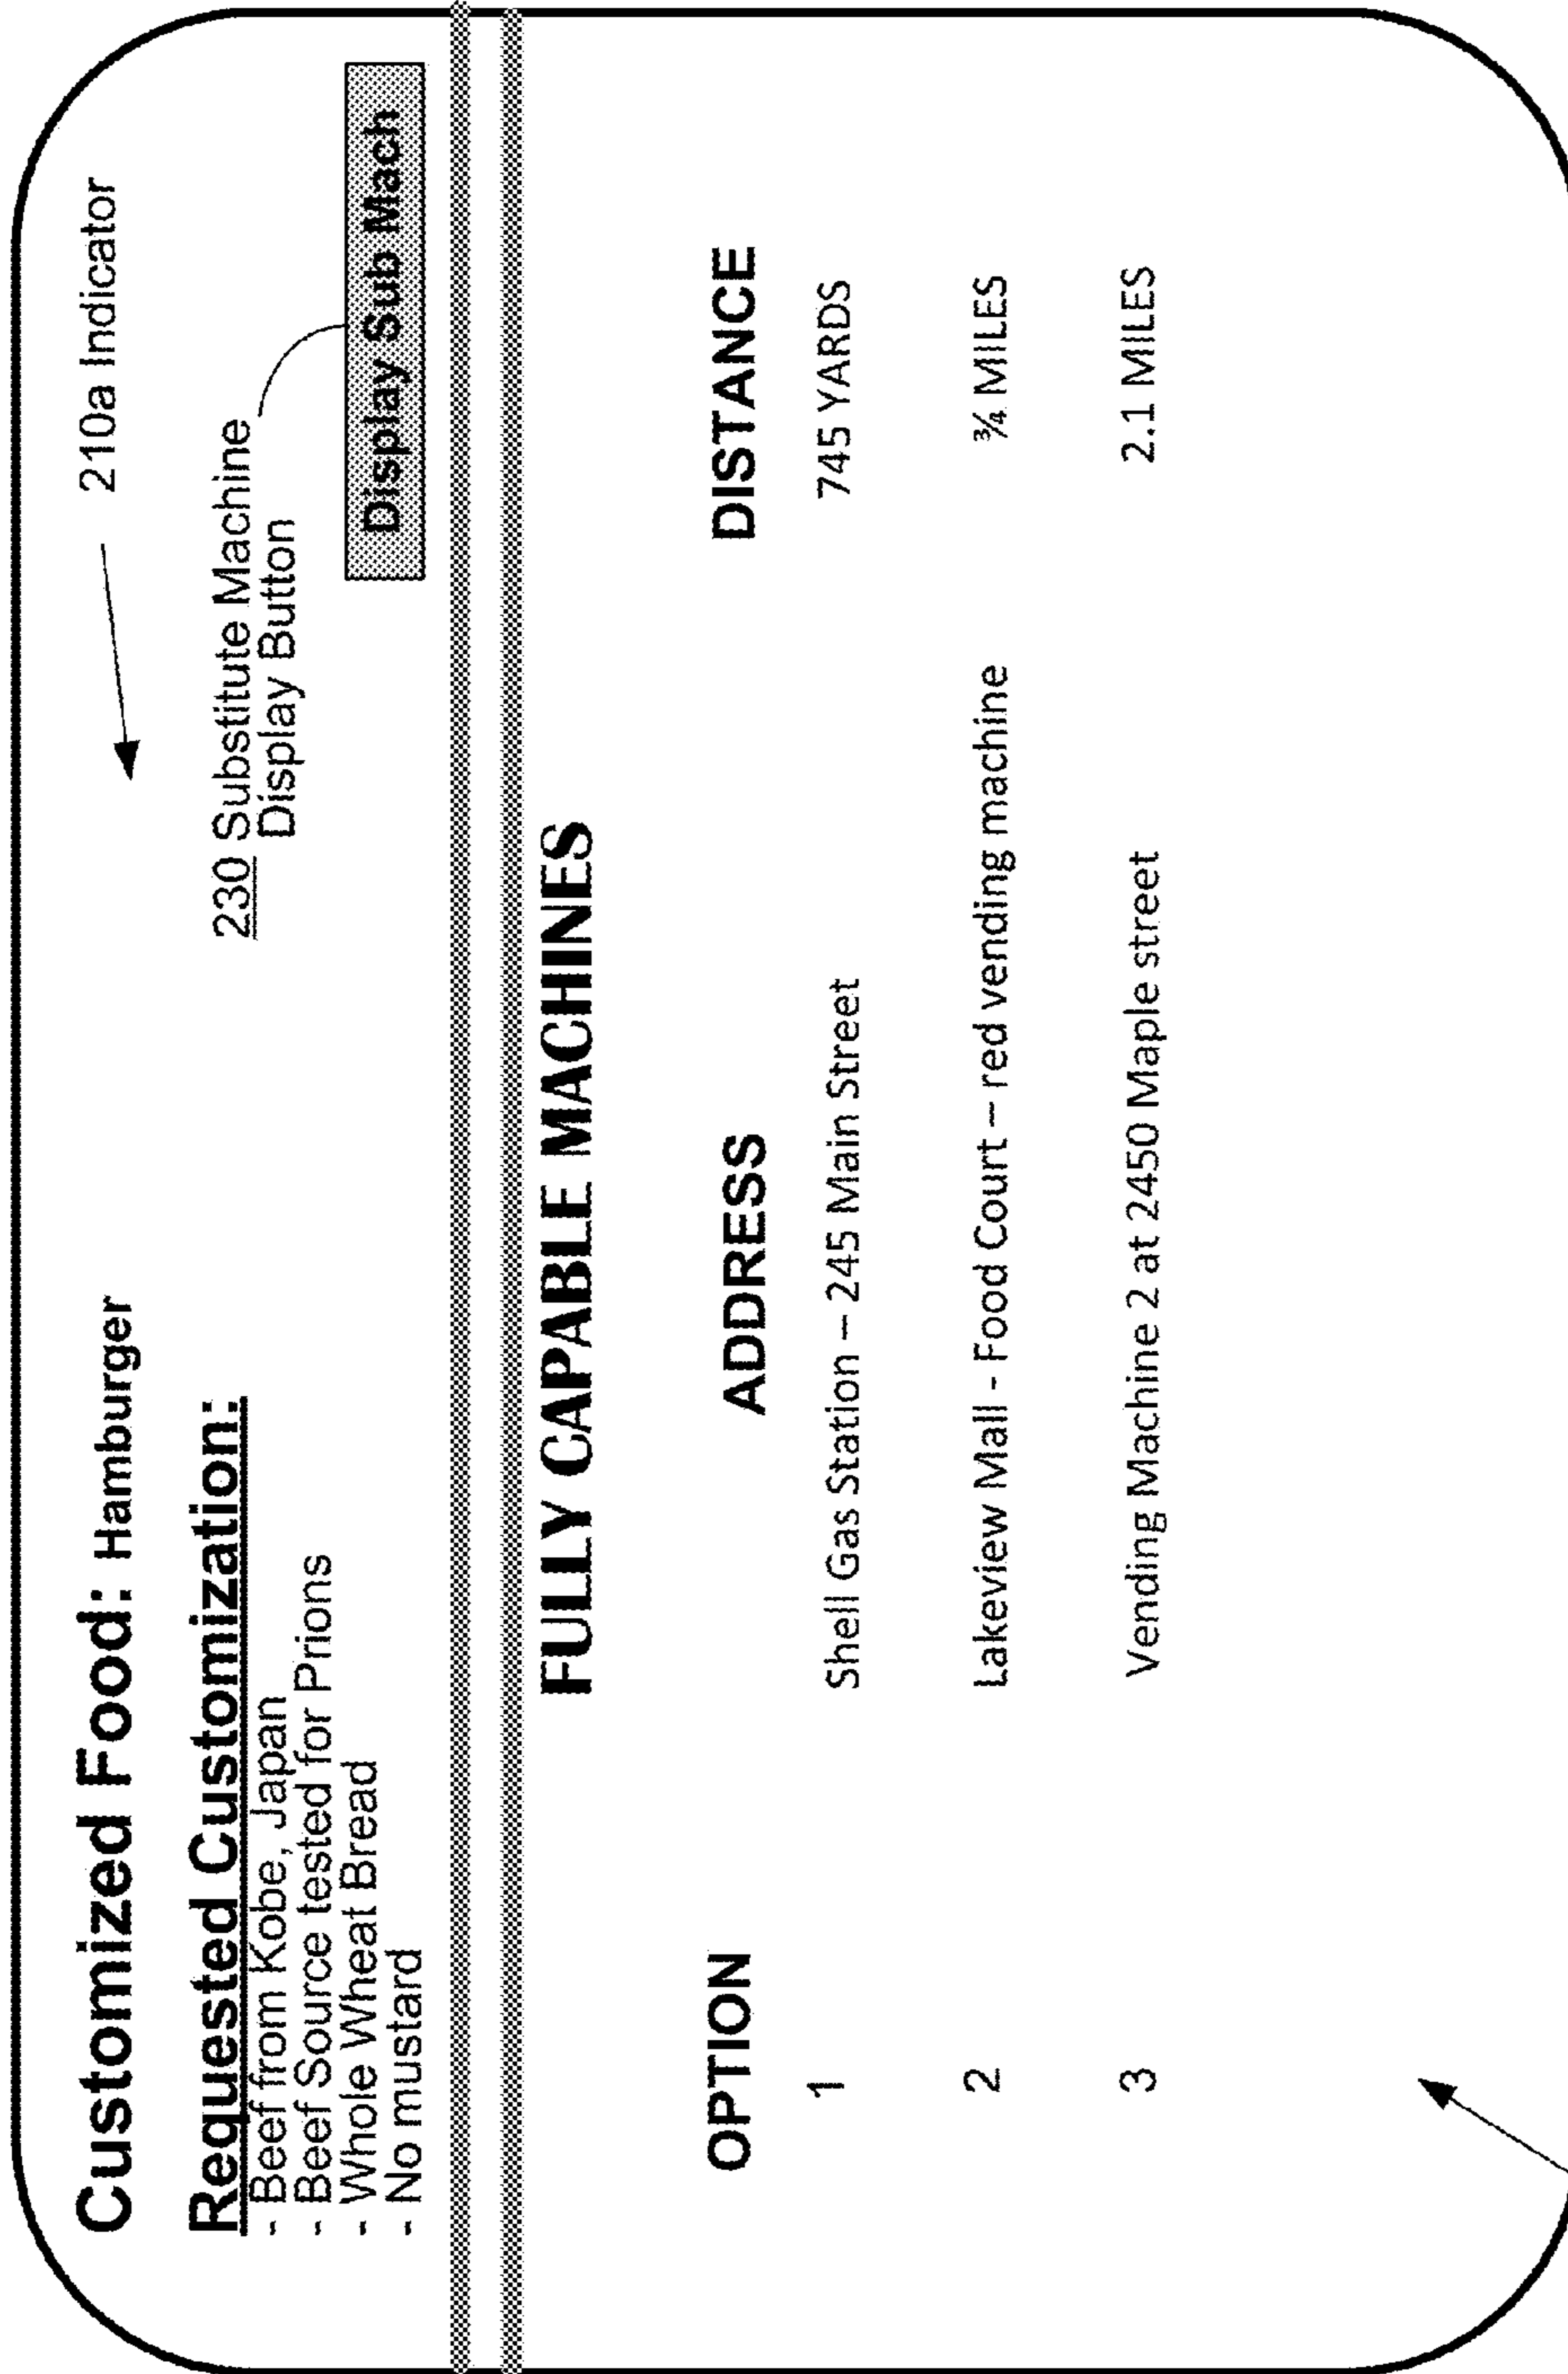 Customized Food: Hamburger
210a Indicator
Requested Customization:
- Beef from Kobe, Japan
- Beef Source tested for Prions
- Whole Wheat Bread
- No mustard
230 Substitute Machine
Display Button
Display Sub Mach
FULLY CAPABLE MACHINES
OPTION ADDRESS DISTANCE
1 Shell Gas Station – 245 Main Street 745 YARDS
2 Lakeview Mall - Food Court – red vending machine ¾ MILES
3 Vending Machine 2 at 2450 Maple street 2.1 MILES